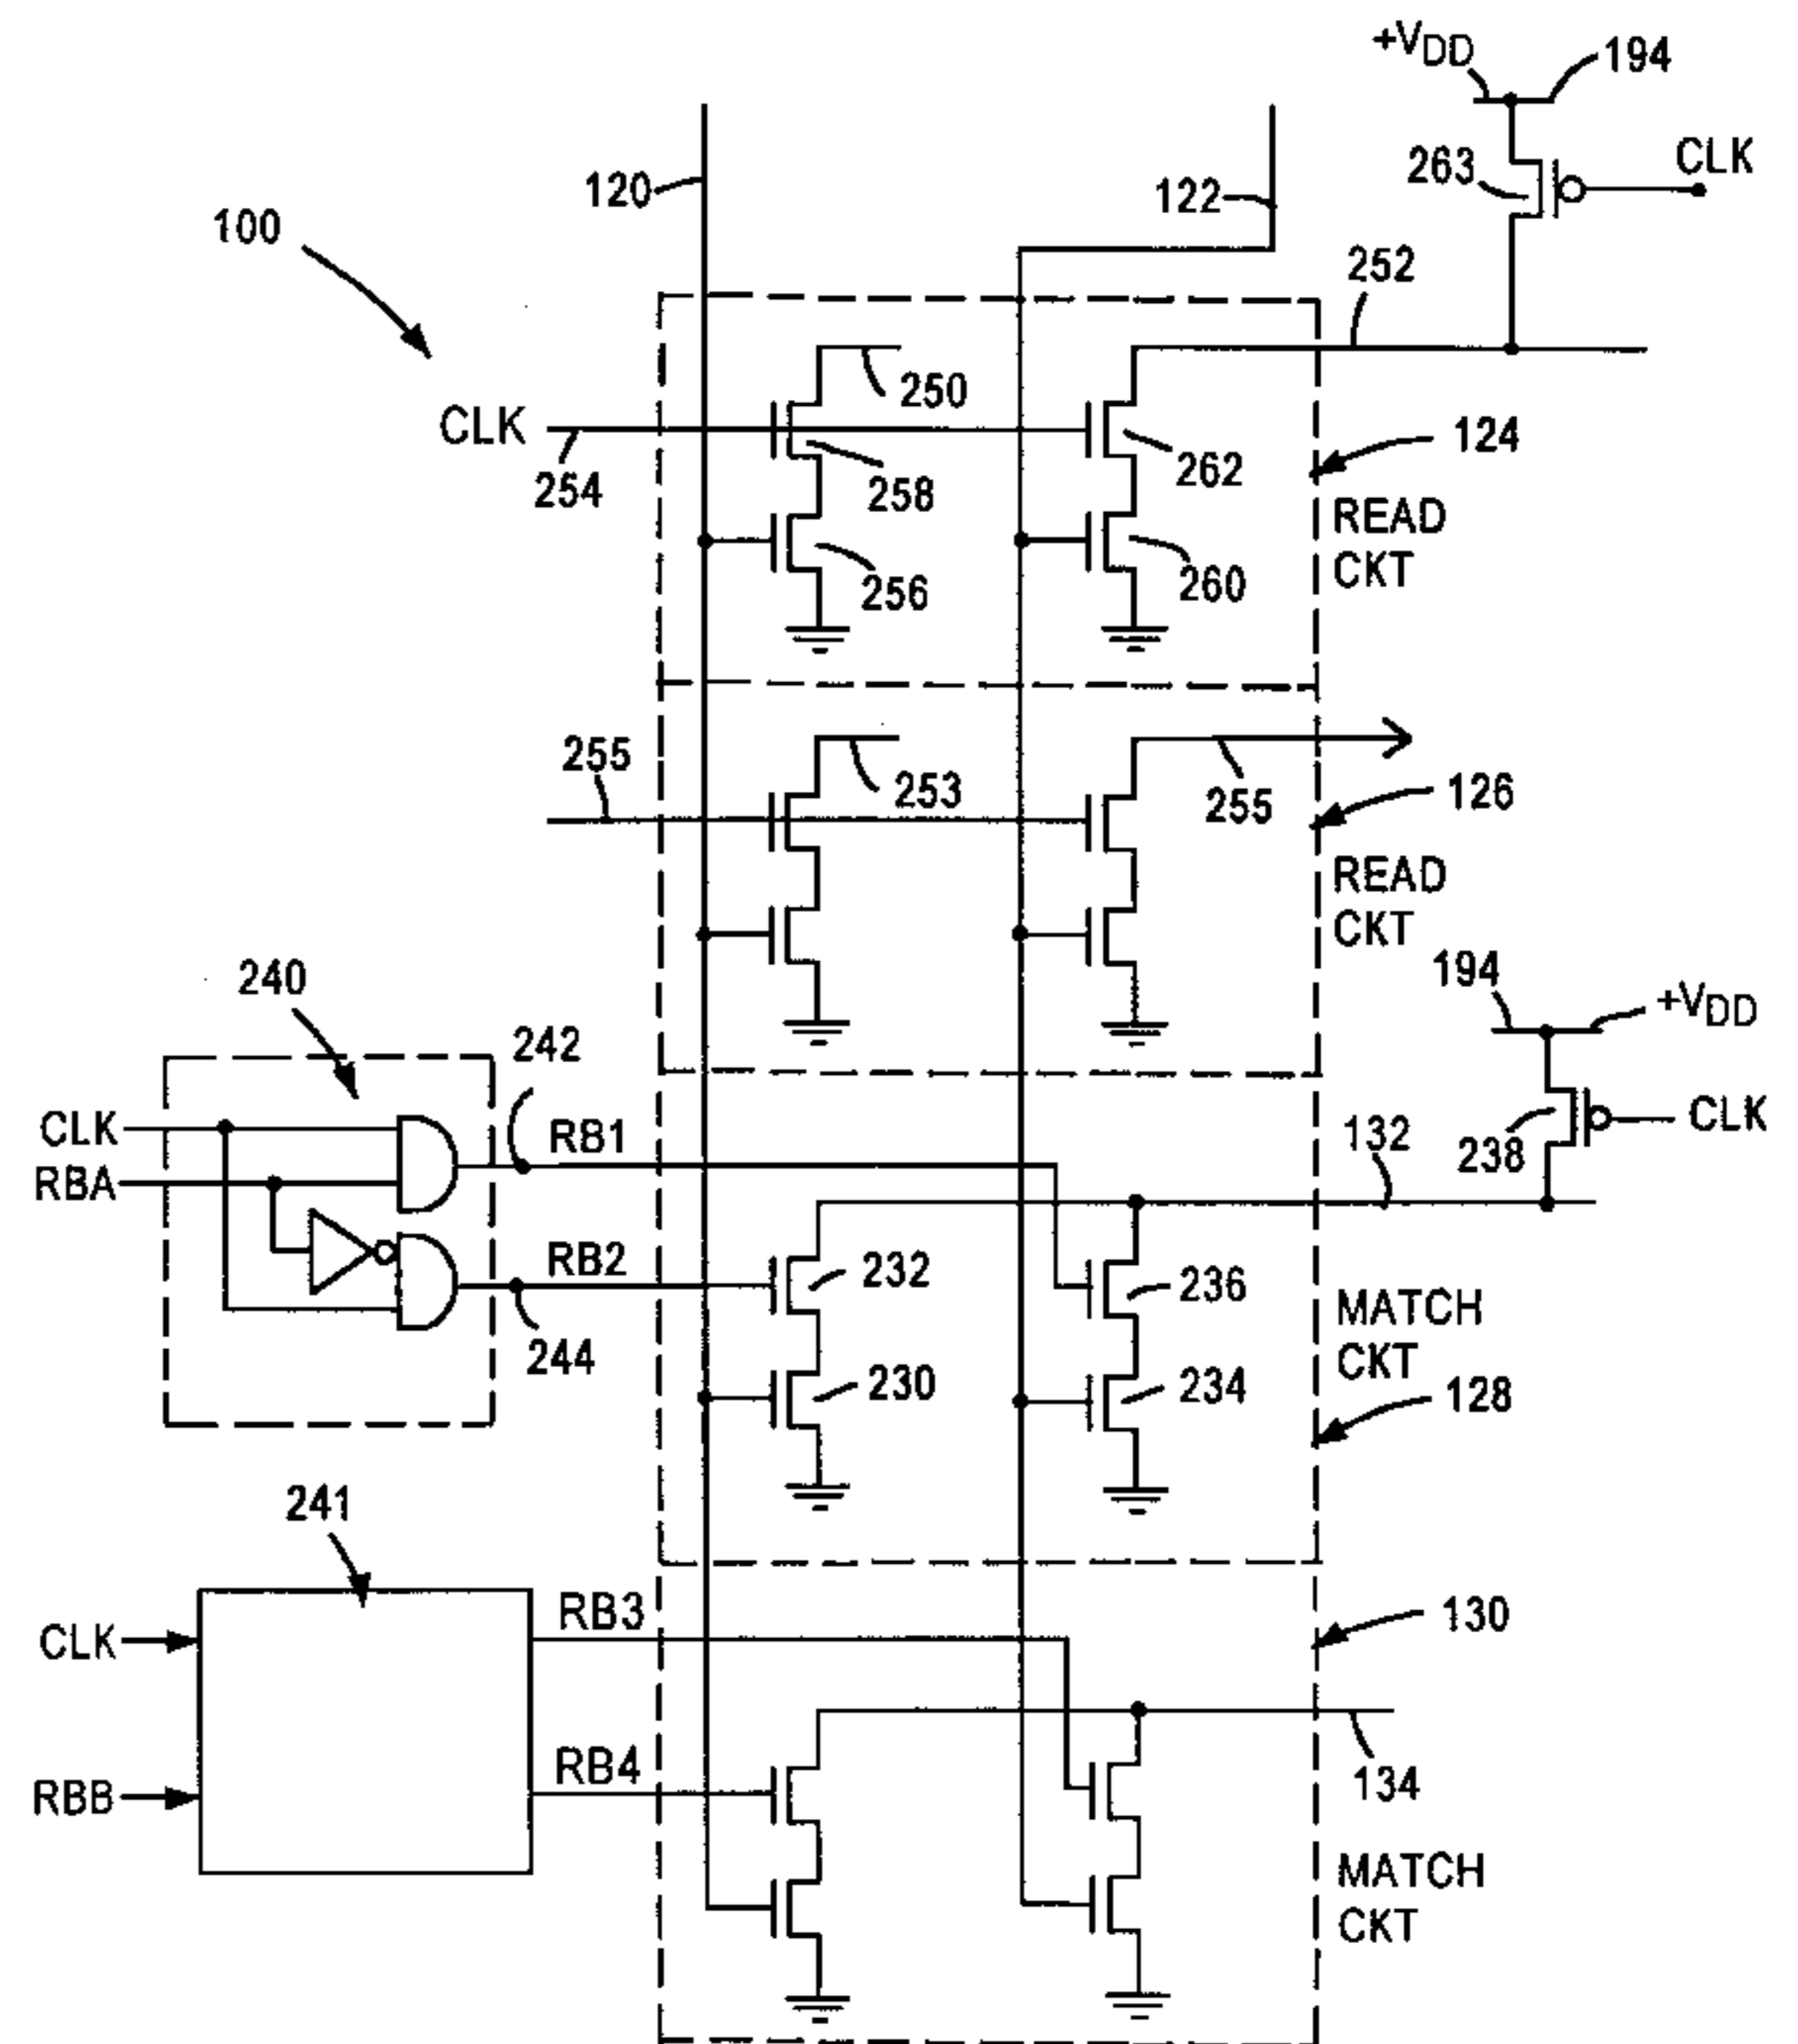 +VDD
194
263
CLK
120
122
100
252
250
CLK
254
258
262
124
READ
CKT
256
260
255
253
255
126
READ
CKT
240
242
194
+VDD
CLK
RB1
132
238
CLK
RBA
RB2
232
236
MATCH
CKT
244
230
234
128
241
RB3
130
CLK
RB4
134
RBB
MATCH
CKT